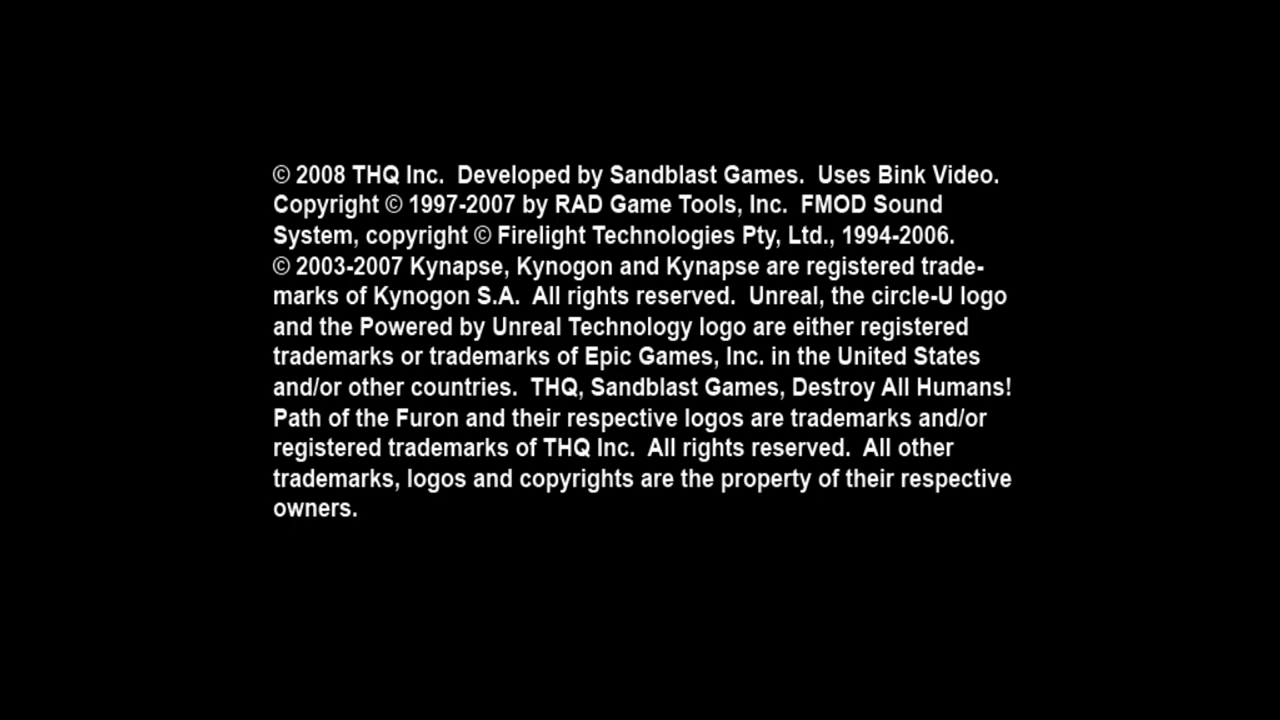 © 2008 THQ Inc.  Developed by Sandblast Games.  Uses Bink Video.
Copyright © 1997-2007 by RAD Game Tools, Inc.  FMOD Sound
System, copyright © Firelight Technologies Pty, Ltd., 1994-2006.
© 2003-2007 Kynapse, Kynogon and Kynapse are registered trade-
marks of Kynogon S.A.  All rights reserved.  Unreal, the circle-U logo
and the Powered by Unreal Technology logo are either registered
trademarks or trademarks of Epic Games, Inc. in the United States
and/or other countries.  THQ, Sandblast Games, Destroy All Humans!
Path of the Furon and their respective logos are trademarks and/or
registered trademarks of THQ Inc.  All rights reserved.  All other
trademarks, logos and copyrights are the property of their respective
owners.